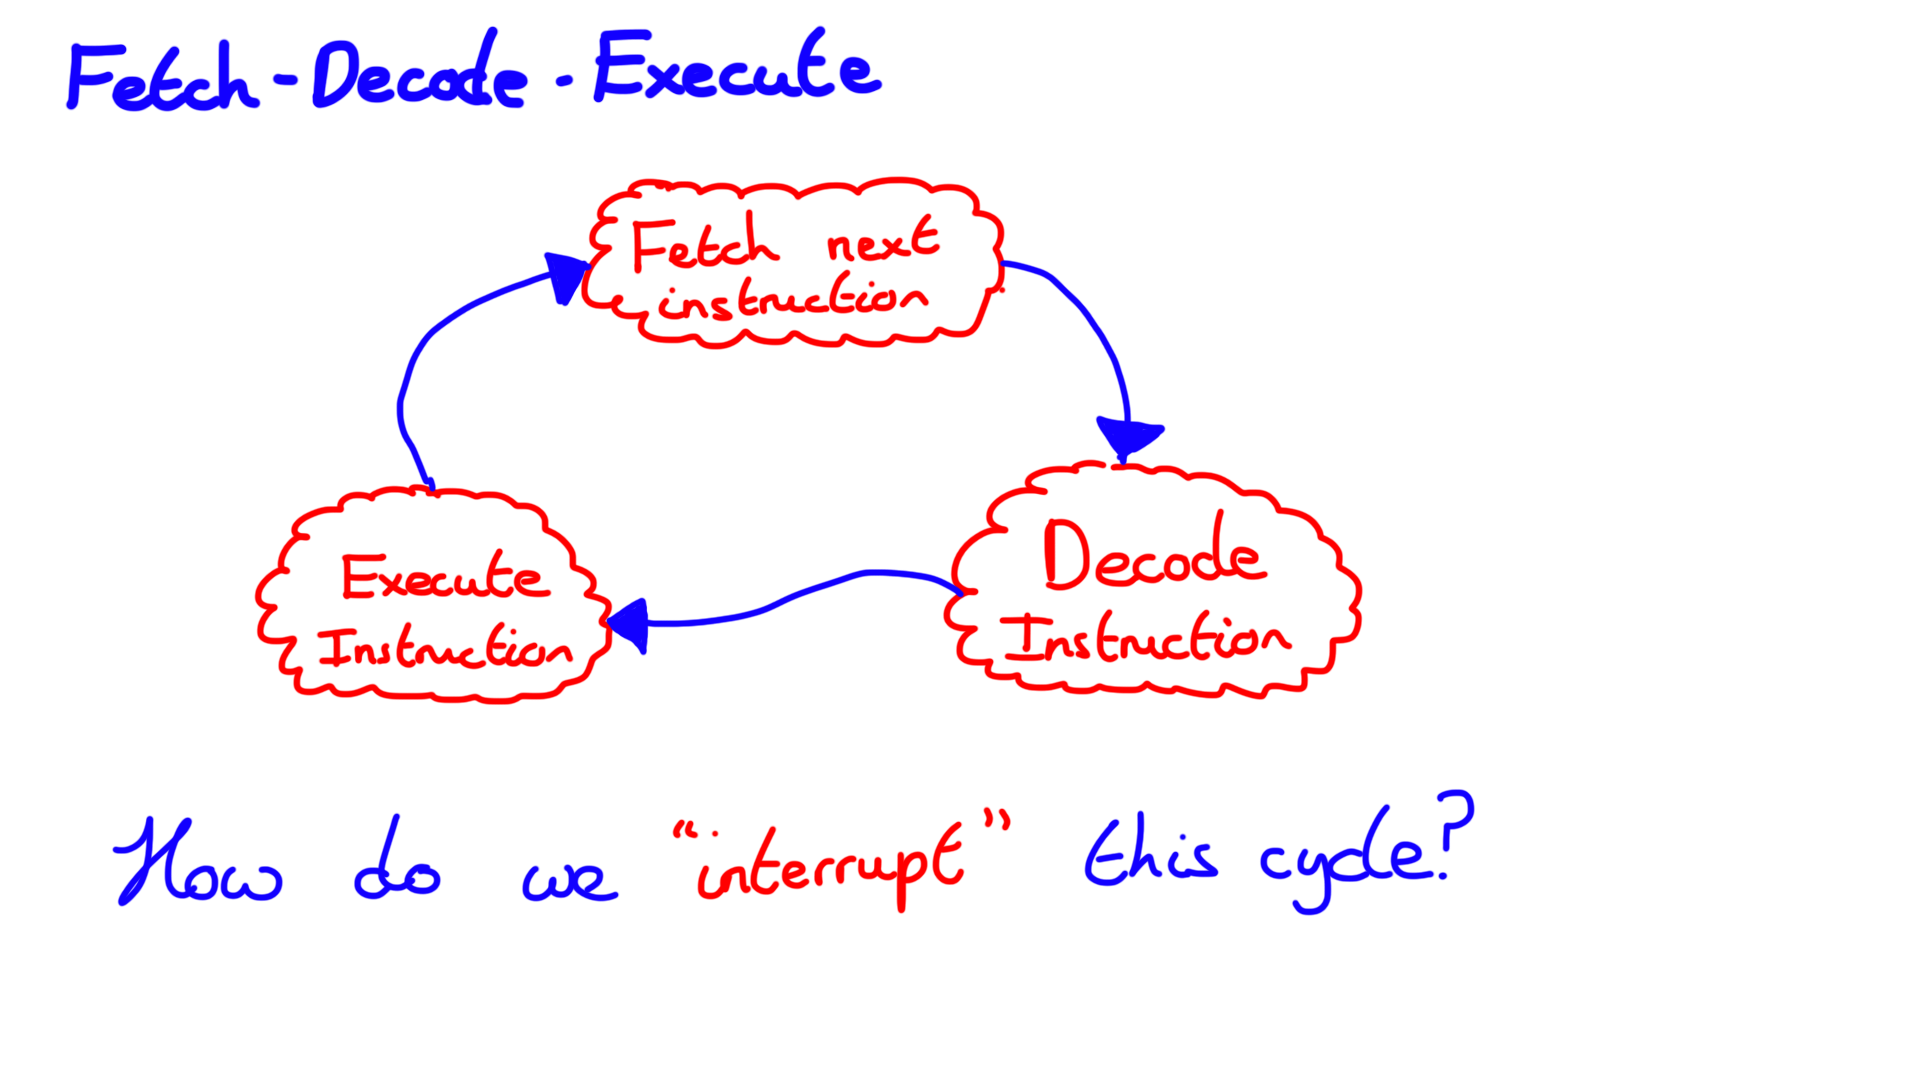 Fetch-Decode-Execute
Fetch next
instruction
Execute
Instruction
Decode
Instruction
How do we “interrupt” this cycle?